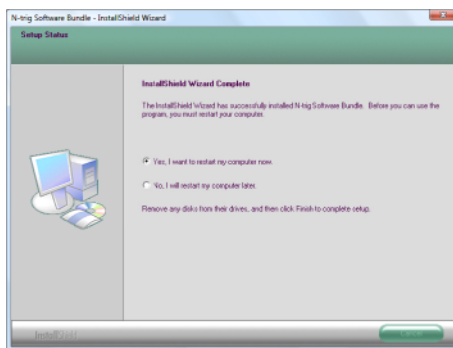 N-trig Software Bundle - InstallShield Wizard
Setup Status
InstallShield Wizard Complete
The InstallShield Wizard has successfully installed N-trig Software Bundle. Before you can use the
program, you must restart your computer.
Yes, I want to restart my computer now.
No, I will restart my computer later.
Remove any disks from their drives, and then click Finish to complete setup.
InstallShield